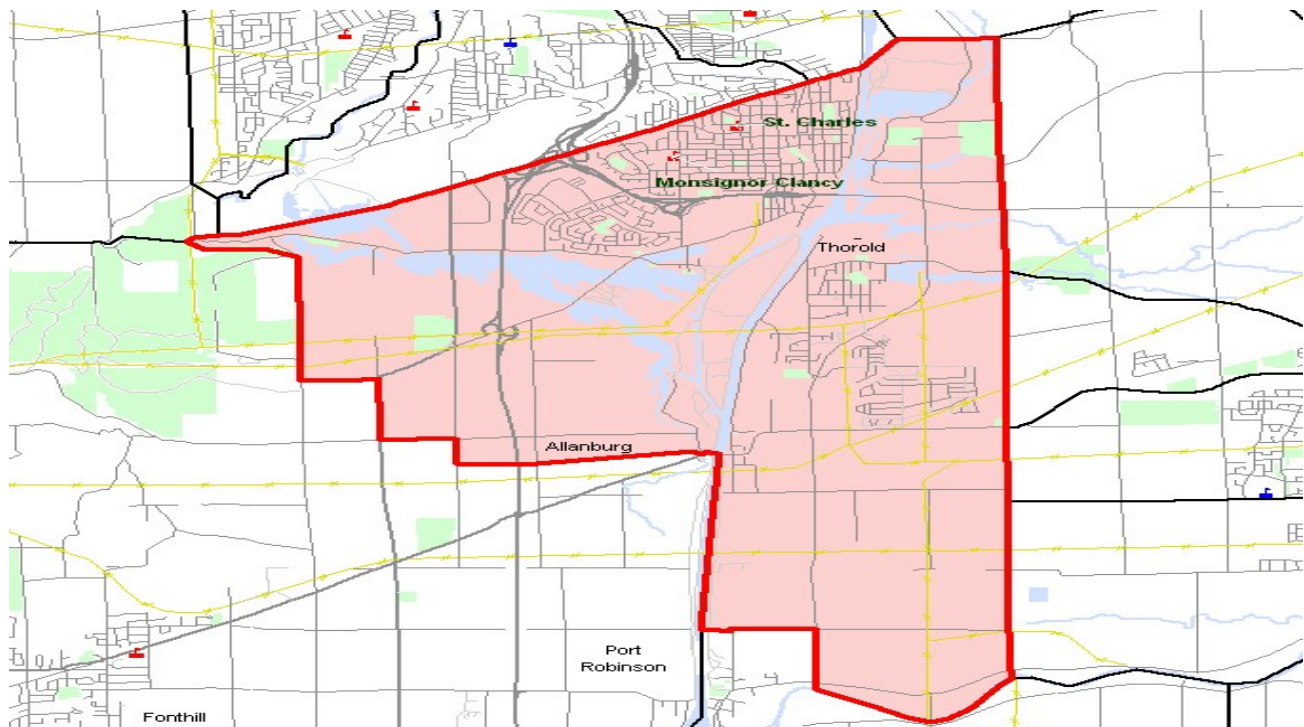 St. Charles
Monsignor Clancy
Thorold
Allanburg
Port
Robinson
Fonthill